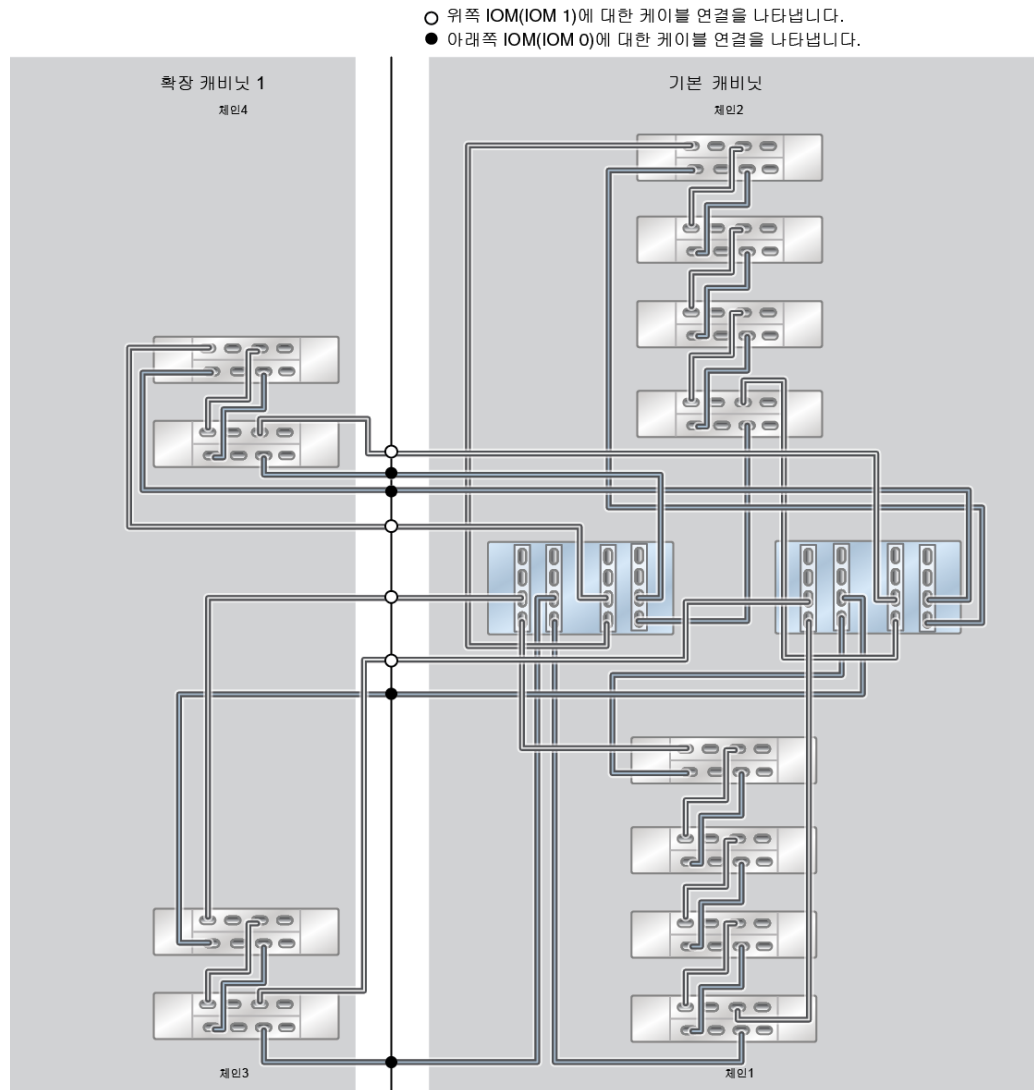 위쪽 IOM(IOM 1)에 대한 케이블 연결을 나타냅니다.
아래쪽 IOM(IOM 0)에 대한 케이블 연결을 나타냅니다.
확장 캐비닛 1
체인4
기본 캐비닛
체인2
체인3
체인1